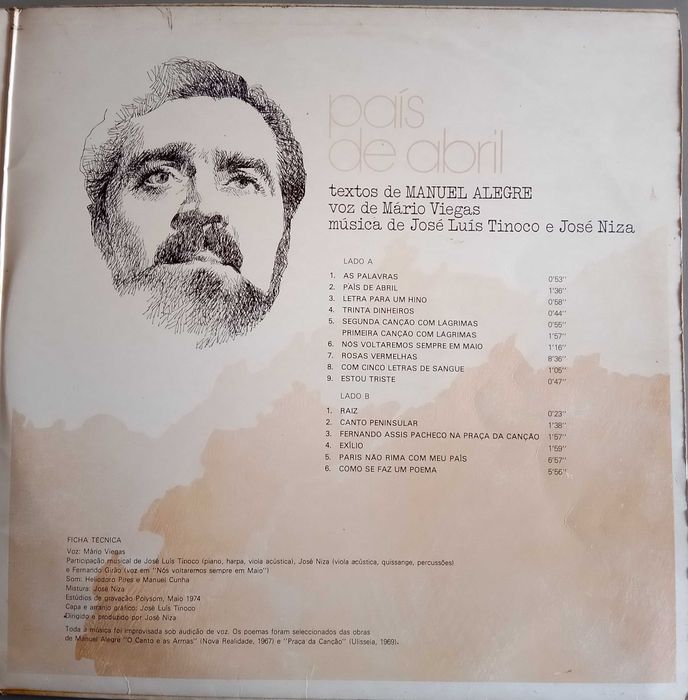 país
de abril
textos de MANUEL ALEGRE
voz de Mário Viegas
música de José Luís Tinoco e José Niza
LADO A
1. AS PALAVRAS 0'53''
2. PAÍS DE ABRIL 1'36''
3. LETRA PARA UM HINO 0'58''
4. TRINTA DINHEIROS 0'44''
5. SEGUNDA CANÇÃO COM LÁGRIMAS 0'55''
PRIMEIRA CANÇÃO COM LÁGRIMAS 1'57''
6. NÓS VOLTAREMOS SEMPRE EM MAIO 1'16''
7. ROSAS VERMELHAS 8'36''
8. COM CINCO LETRAS DE SANGUE 1'05''
9. ESTOU TRISTE 0'47''
LADO B
1. RAIZ 0'23''
2. CANTO PENINSULAR 1'38''
3. FERNANDO ASSIS PACHECO NA PRAÇA DA CANÇÃO 1'57''
4. EXÍLIO 1'59''
5. PARIS NÃO RIMA COM MEU PAÍS 6'57''
6. COMO SE FAZ UM POEMA 5'56''
FICHA TÉCNICA
Voz: Mário Viegas
Participação musical de José Luís Tinoco (piano, harpa, viola acústica), José Niza (viola acústica, quissange, percussões)
e Fernando Girão (voz em "Nós voltaremos sempre em Maio")
Som: Heliodoro Pires e Manuel Cunha
Mistura: José Niza
Estúdios de gravação Polysom, Maio 1974
Capa e arranjo gráfico: José Luís Tinoco
Dirigido e produzido por José Niza
Toda a música foi improvisada sob audição de voz. Os poemas foram seleccionados das obras
de Manuel Alegre "O Canto e as Armas" (Nova Realidade, 1967) e "Praça da Canção" (Ulisseia, 1969).